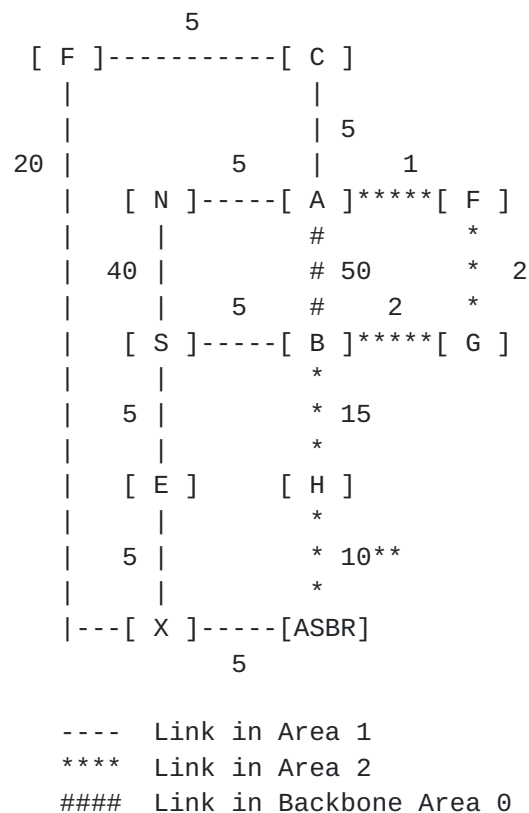 5
 [ F ]-----------[ C ]
   |               |
   |               | 5
20 |          5    |     1
   |   [ N ]-----[ A ]*****[ F ]
   |     |         #         *
   |  40 |         # 50      *  2
   |     |    5    #    2    *
   |   [ S ]-----[ B ]*****[ G ]
   |     |         *
   |   5 |         * 15
   |     |         *
   |   [ E ]     [ H ]
   |     |         *
   |   5 |         * 10**
   |     |         *
   |---[ X ]-----[ASBR]
              5

   ----  Link in Area 1
   ****  Link in Area 2
   ####  Link in Backbone Area 0